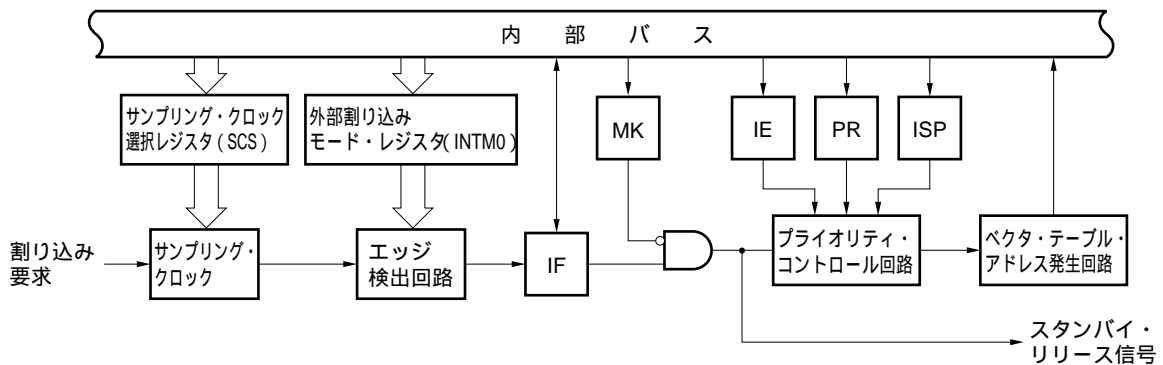 内 部 バ ス
サンプリング・クロック
選択レジスタ(SCS)
外部割り込み
モード・レジスタ(INTM0)
MK
IE
PR
ISP
割り込み
要求
サンプリング・
クロック
エッジ
検出回路
IF
プライオリティ・
コントロール回路
ベクタ・テーブル・
アドレス発生回路
スタンバイ・
リリース信号